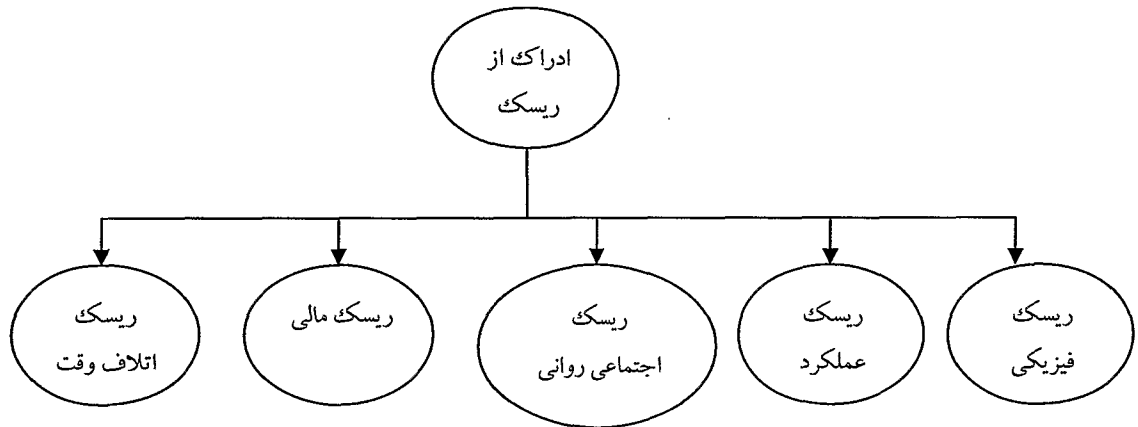 ادراک از
ریسک
ریسک
فیزیکی
ریسک
عملکرد
ریسک
اجتماعی روانی
ریسک مالی
ریسک
اتلاف وقت